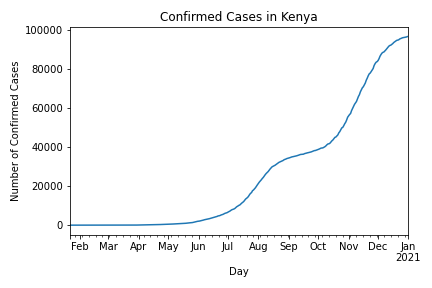 Confirmed Cases in Kenya
Number of Confirmed Cases
100000
80000
60000
40000
20000
0
Feb Mar Apr May Jun Jul Aug Sep Oct Nov Dec Jan
2021
Day